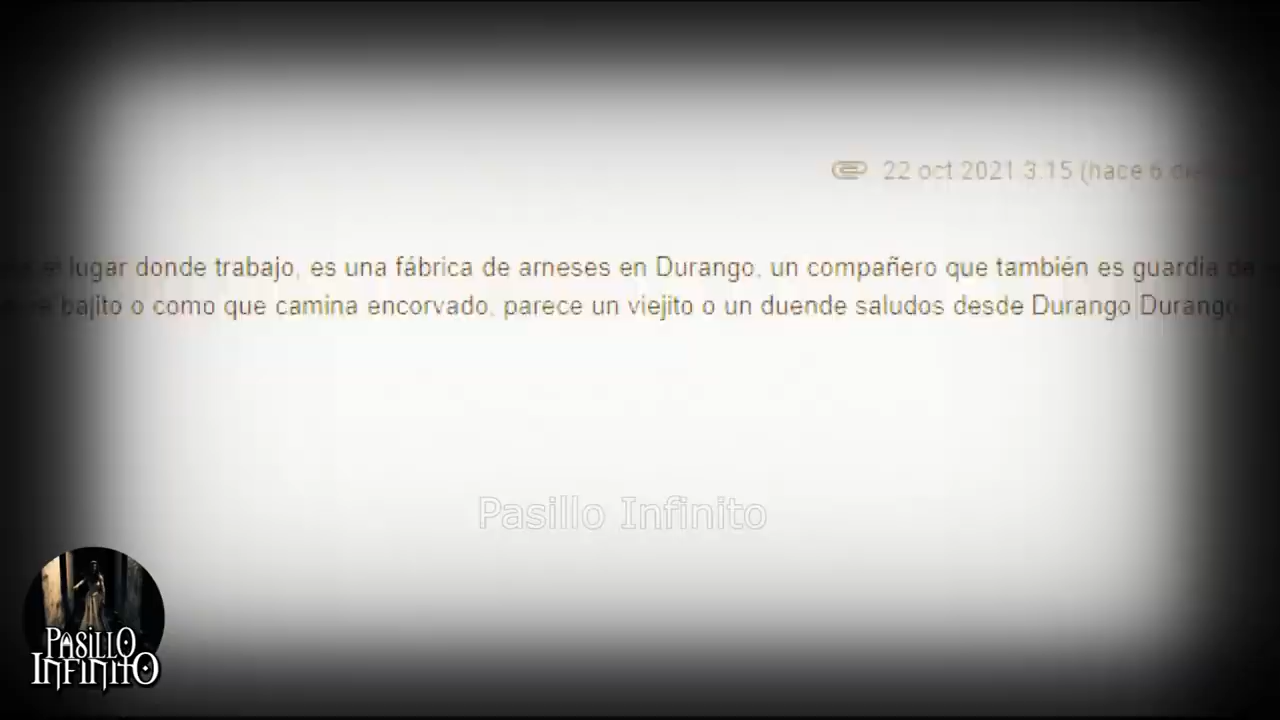 22 oct 2021 3:15 (hace 6
lugar donde trabajo, es una fábrica de arneses en Durango, un compañero que también es guardia de
bajito o como que camina encorvado, parece un viejito o un duende saludos desde Durango Durango
Pasillo Infinito
PASILLO
INFINITO